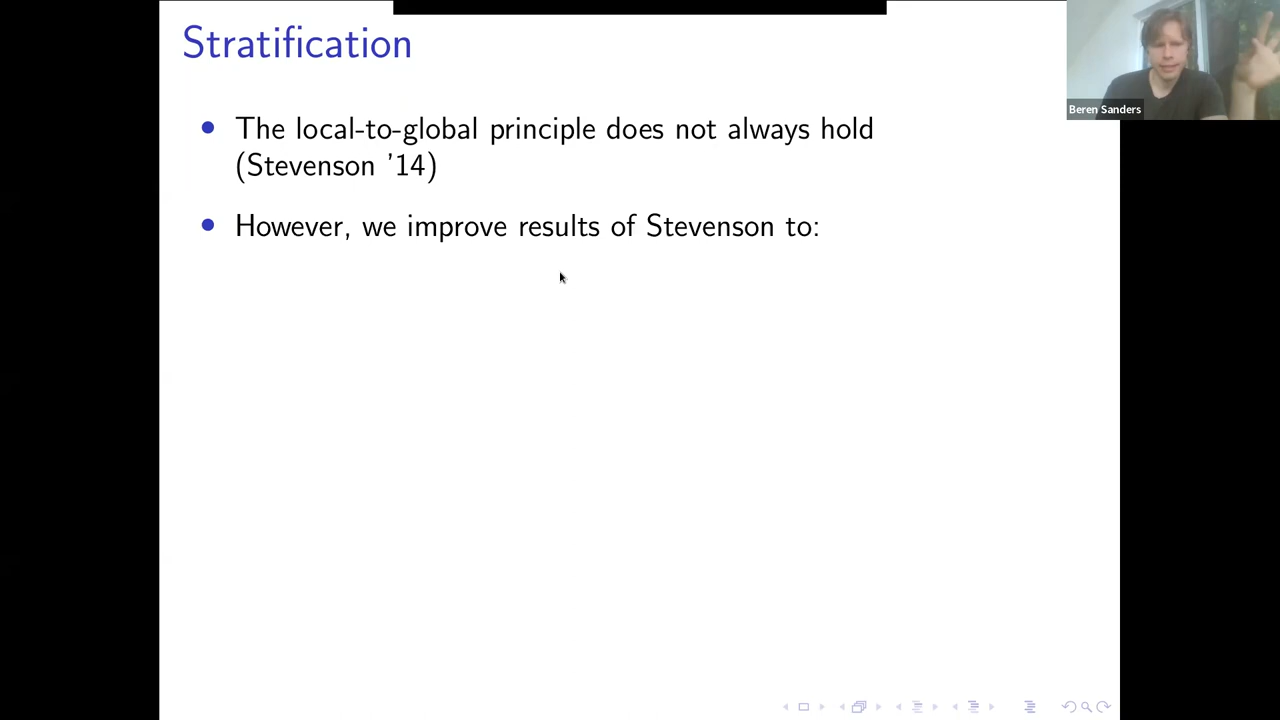 Stratification
Beren Sanders
• The local-to-global principle does not always hold
(Stevenson ’14)
• However, we improve results of Stevenson to: